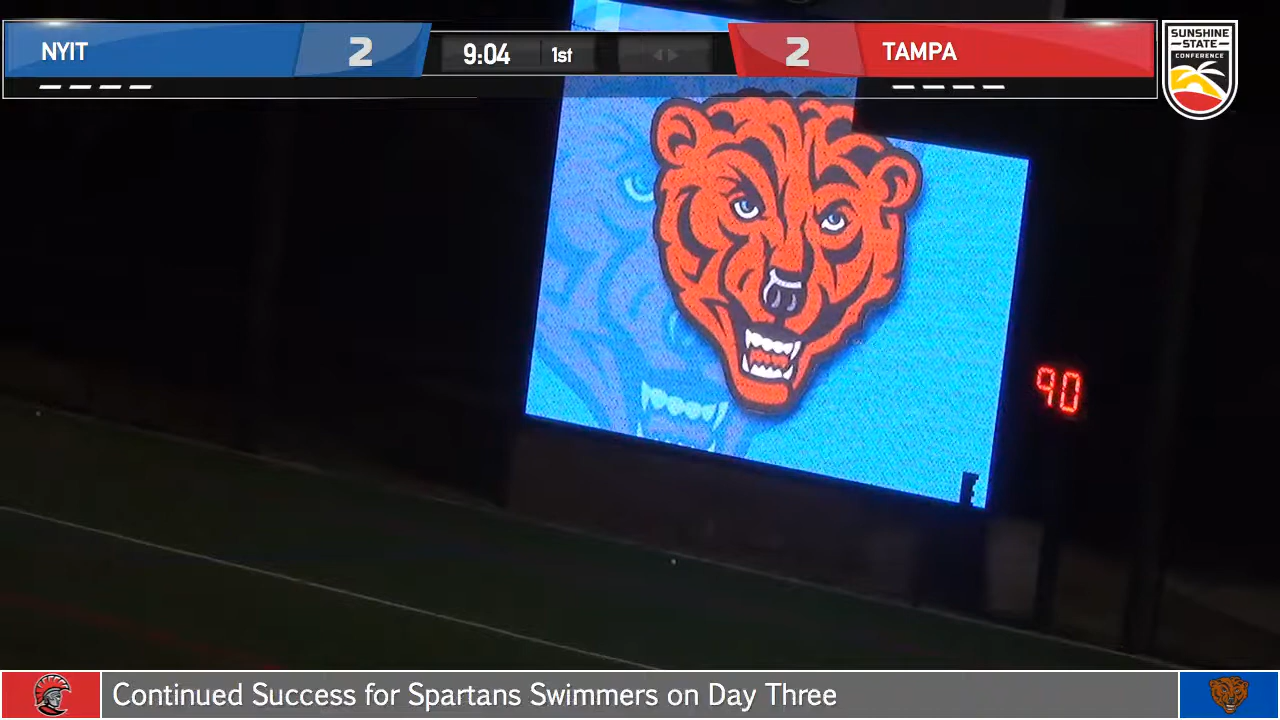 NYIT 2 9:04 1st 2 TAMPA
SUNSHINE
STATE
CONFERENCE
90
Continued Success for Spartans Swimmers on Day Three